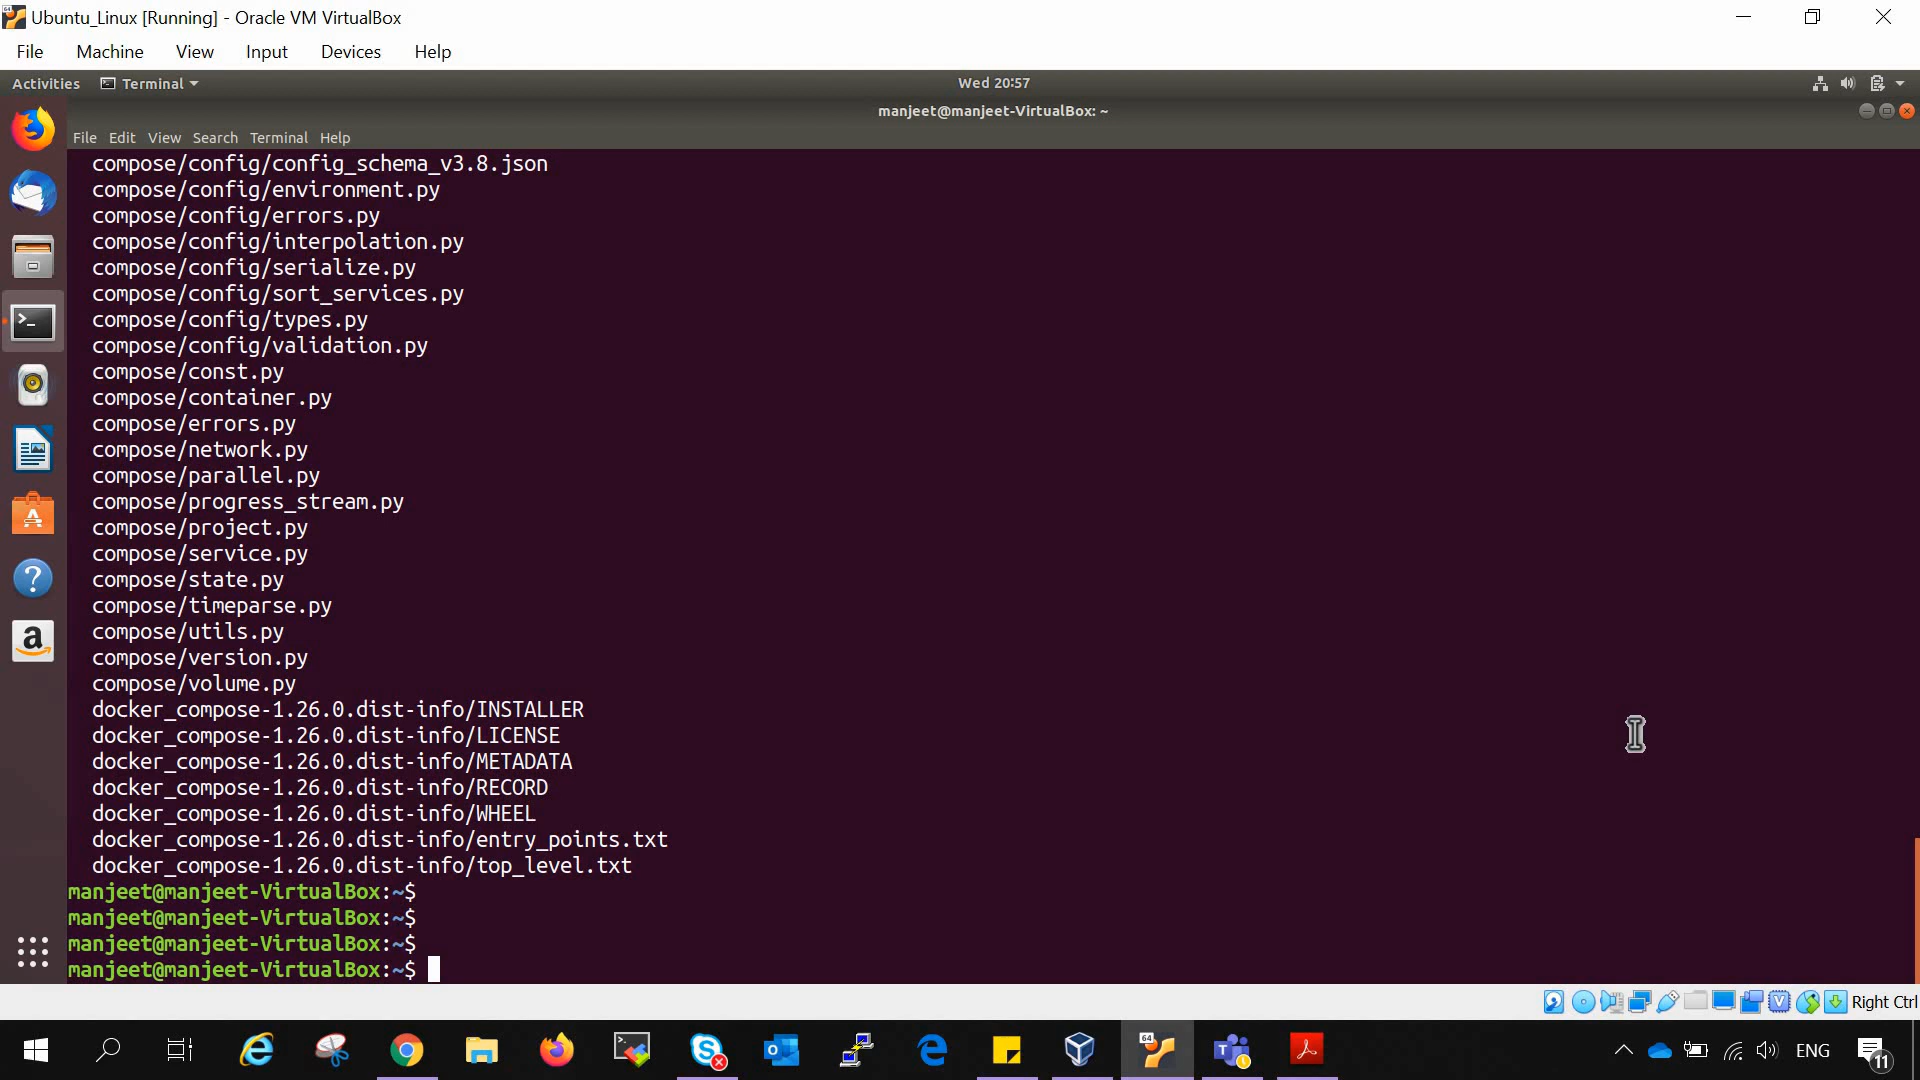 Ubuntu_Linux [Running] - Oracle VM VirtualBox
File Machine View Input Devices Help
Activities Terminal Wed 20:57
manjeet@manjeet-VirtualBox: ~
File Edit View Search Terminal Help
compose/config/config_schema_v3.8.json
compose/config/environment.py
compose/config/errors.py
compose/config/interpolation.py
compose/config/serialize.py
compose/config/sort_services.py
compose/config/types.py
compose/config/validation.py
compose/const.py
compose/container.py
compose/errors.py
compose/network.py
compose/parallel.py
compose/progress_stream.py
compose/project.py
compose/service.py
compose/state.py
compose/timeparse.py
compose/utils.py
compose/version.py
compose/volume.py
docker_compose-1.26.0.dist-info/INSTALLER
docker_compose-1.26.0.dist-info/LICENSE
docker_compose-1.26.0.dist-info/METADATA
docker_compose-1.26.0.dist-info/RECORD
docker_compose-1.26.0.dist-info/WHEEL
docker_compose-1.26.0.dist-info/entry_points.txt
docker_compose-1.26.0.dist-info/top_level.txt
manjeet@manjeet-VirtualBox:~$
manjeet@manjeet-VirtualBox:~$
manjeet@manjeet-VirtualBox:~$
manjeet@manjeet-VirtualBox:~$
Right Ctrl
ENG 11